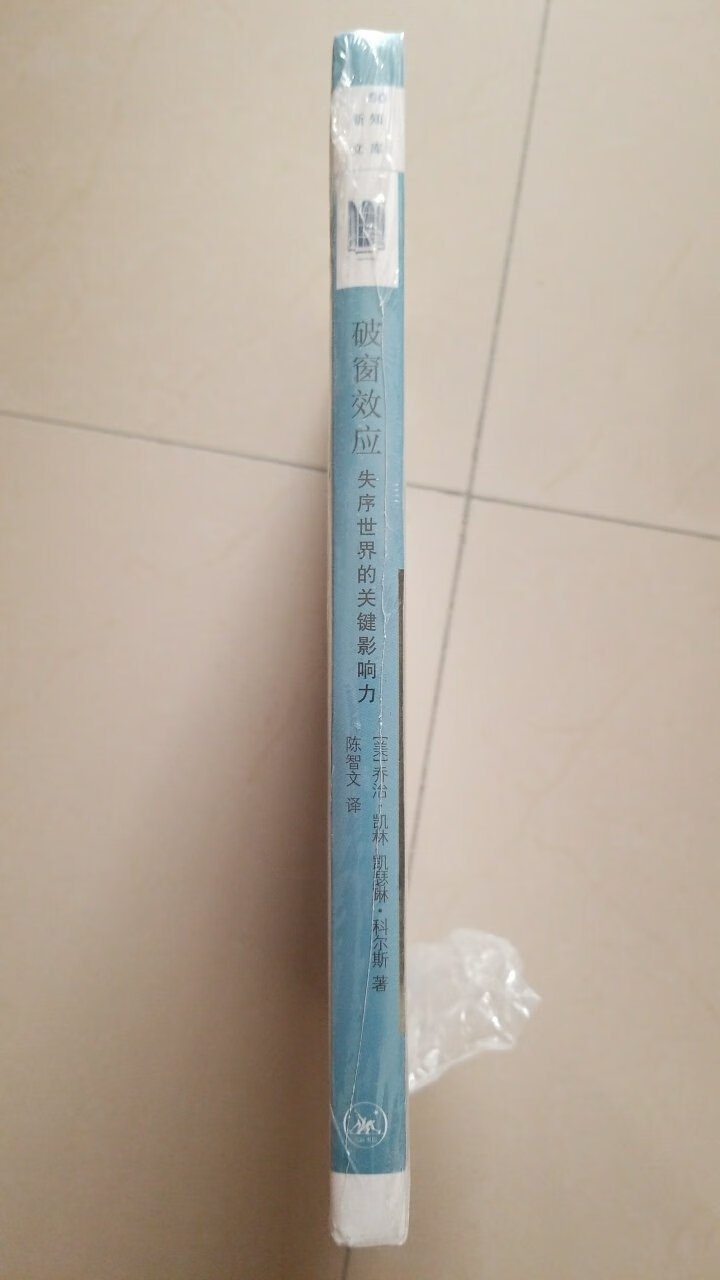 50
新知
文库
破窗效应
失序世界的关键影响力
[美]乔治·凯林 凯瑟琳·科尔斯 著
陈智文 译